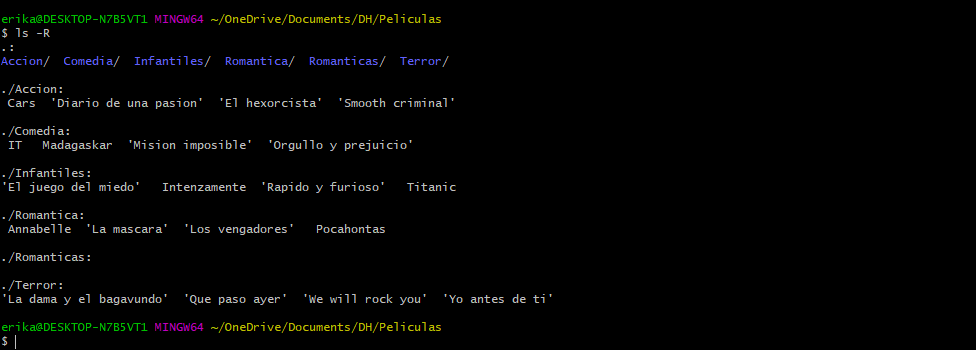 erika@DESKTOP-N7B5VT1 MINGW64 ~/OneDrive/Documents/DH/Peliculas
$ ls -R
.:
Accion/  Comedia/  Infantiles/  Romantica/  Romanticas/  Terror/

./Accion:
 Cars  'Diario de una pasion'  'El hexorcista'  'Smooth criminal'

./Comedia:
 IT   Madagaskar  'Mision imposible'  'Orgullo y prejuicio'

./Infantiles:
'El juego del miedo'   Intenzamente  'Rapido y furioso'   Titanic

./Romantica:
 Annabelle  'La mascara'  'Los vengadores'   Pocahontas

./Romanticas:

./Terror:
'La dama y el bagavundo'  'Que paso ayer'  'We will rock you'  'Yo antes de ti'

erika@DESKTOP-N7B5VT1 MINGW64 ~/OneDrive/Documents/DH/Peliculas
$